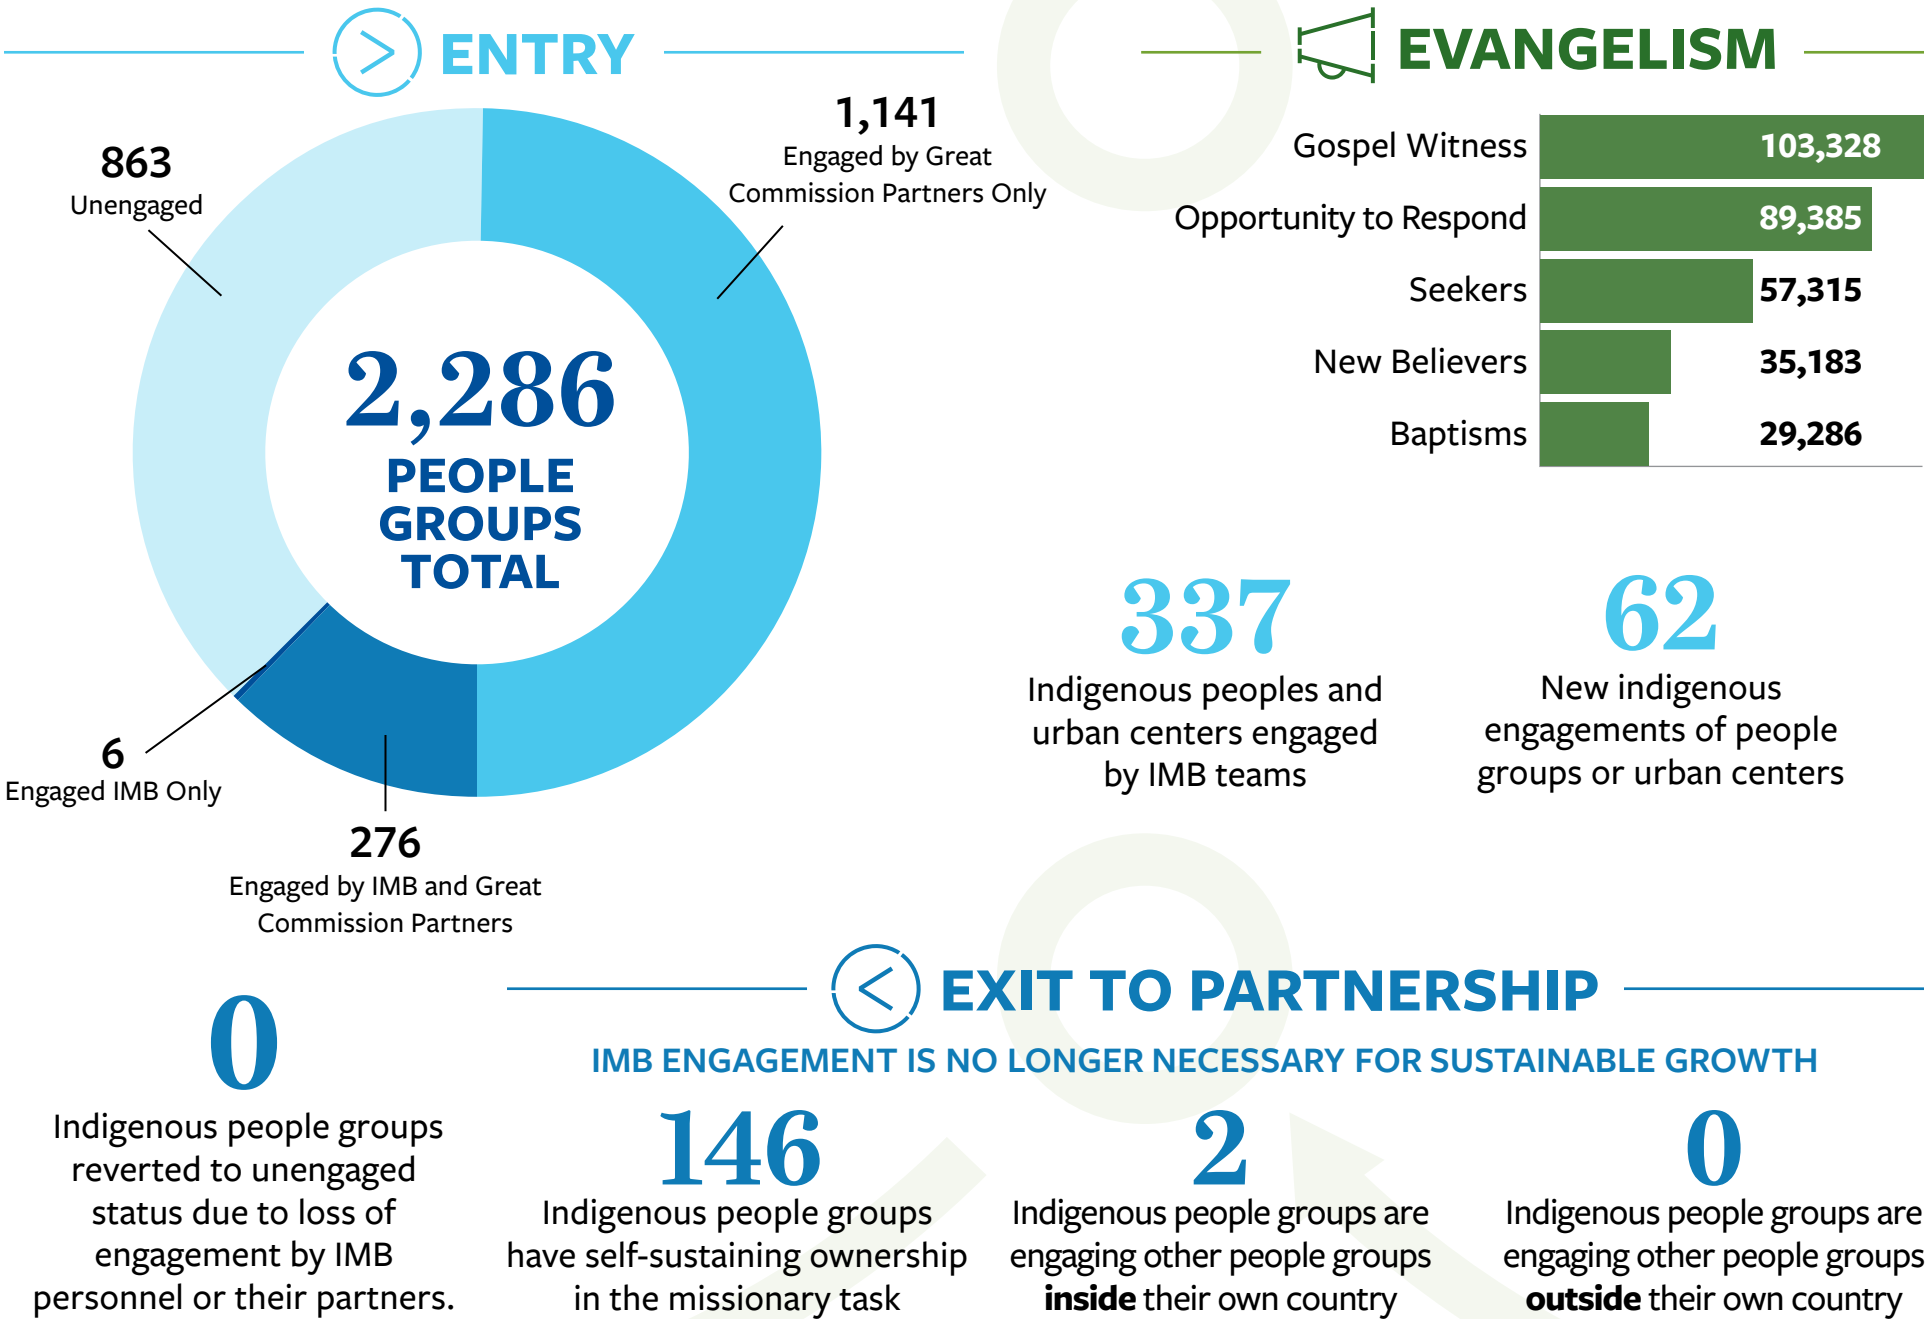 ENTRY
863
Unengaged
1,141
Engaged by Great
Commission Partners Only
2,286
PEOPLE
GROUPS
TOTAL
6
Engaged IMB Only
276
Engaged by IMB and Great
Commission Partners
EVANGELISM
Gospel Witness 103,328
Opportunity to Respond 89,385
Seekers 57,315
New Believers 35,183
Baptisms 29,286
337
Indigenous peoples and
urban centers engaged
by IMB teams
62
New indigenous
engagements of people
groups or urban centers
0
Indigenous people groups
reverted to unengaged
status due to loss of
engagement by IMB
personnel or their partners.
EXIT TO PARTNERSHIP
IMB ENGAGEMENT IS NO LONGER NECESSARY FOR SUSTAINABLE GROWTH
146
Indigenous people groups
have self-sustaining ownership
in the missionary task
2
Indigenous people groups are
engaging other people groups
inside their own country
0
Indigenous people groups are
engaging other people groups
outside their own country